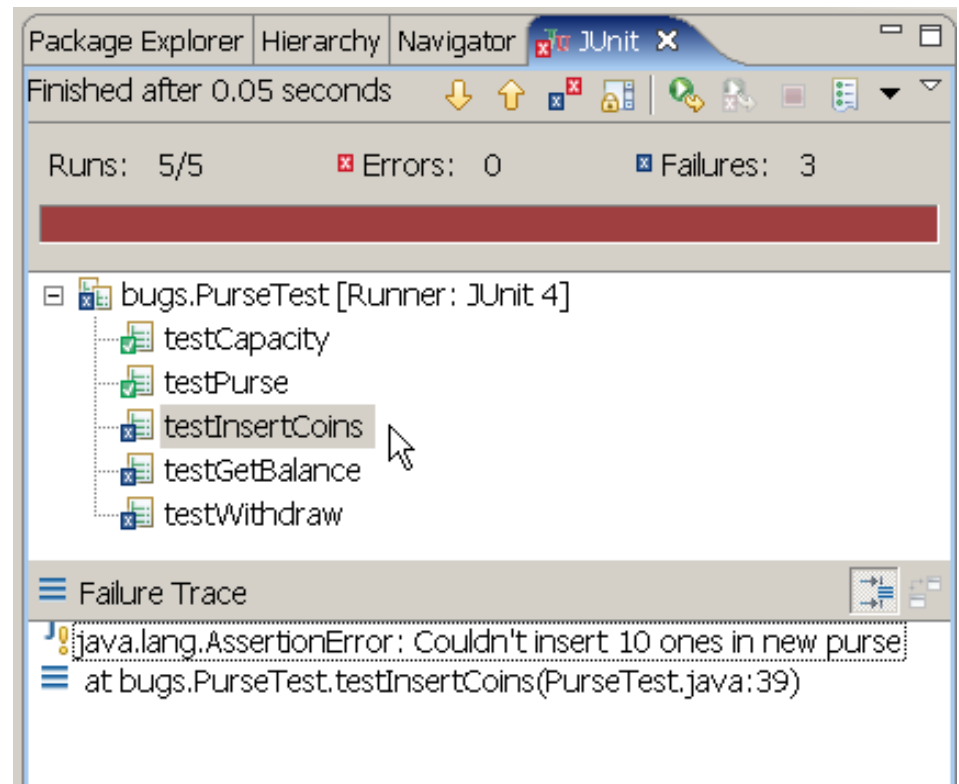 Package Explorer Hierarchy Navigator JUnit
Finished after 0.05 seconds
Runs: 5/5 Errors: 0 Failures: 3
bugs.PurseTest [Runner: JUnit 4]
testCapacity
testPurse
testInsertCoins
testGetBalance
testWithdraw
Failure Trace
java.lang.AssertionError: Couldn't insert 10 ones in new purse
at bugs.PurseTest.testInsertCoins(PurseTest.java:39)